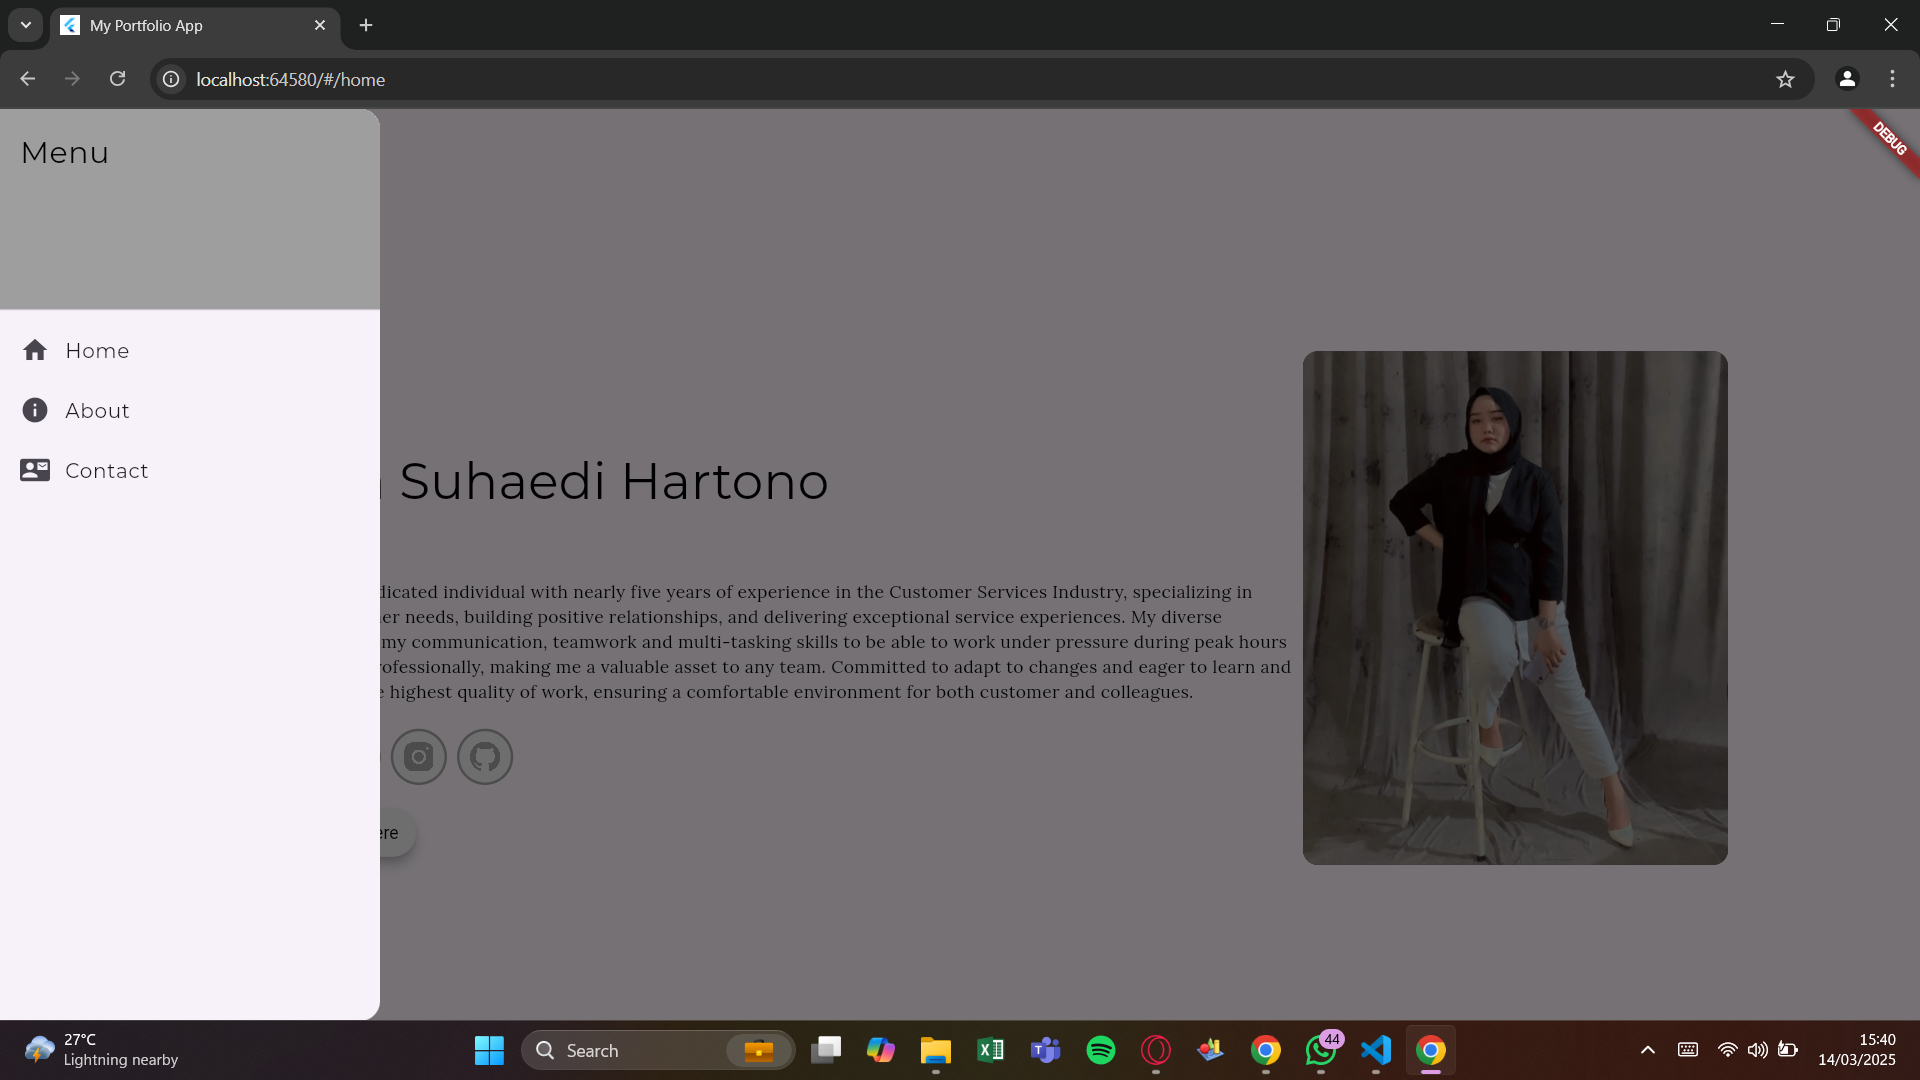 My Portfolio App
localhost:64580/#/home
DEBUG
Menu
Home
About
Contact
Suhaedi Hartono
individual with nearly five years of experience in the Customer Services Industry, specializing in
needs, building positive relationships, and delivering exceptional service experiences. My diverse
my communication, teamwork and multi-tasking skills to be able to work under pressure during peak hours
making me a valuable asset to any team. Committed to adapt to changes and eager to learn and
highest quality of work, ensuring a comfortable environment for both customer and colleagues.
27°C
Lightning nearby
Search
44
15:40
14/03/2025